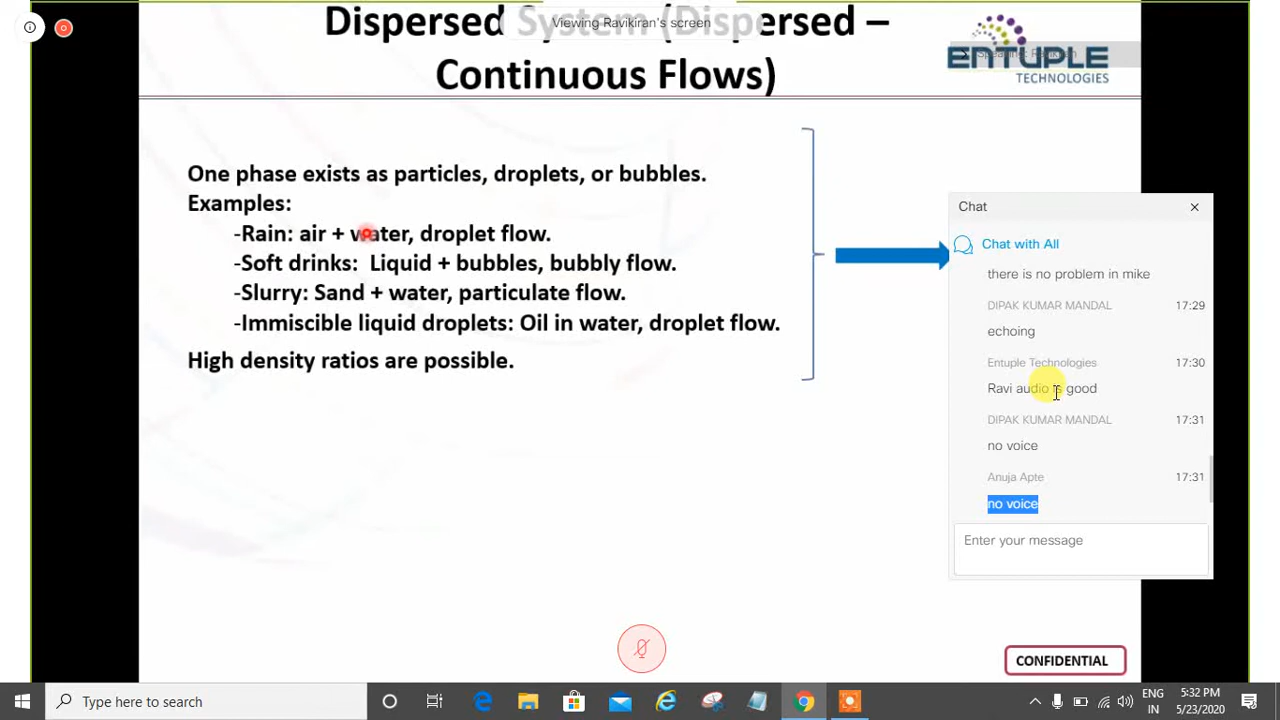 Dispersed System (Dispersed –
Continuous Flows)
Viewing Ravikiran's screen
ENTUPLE
TECHNOLOGIES
One phase exists as particles, droplets, or bubbles.
Examples:
-Rain: air + water, droplet flow.
-Soft drinks:  Liquid + bubbles, bubbly flow.
-Slurry: Sand + water, particulate flow.
-Immiscible liquid droplets: Oil in water, droplet flow.
High density ratios are possible.
Chat
Chat with All
there is no problem in mike
DIPAK KUMAR MANDAL 17:29
echoing
Entuple Technologies 17:30
Ravi audio is good
DIPAK KUMAR MANDAL 17:31
no voice
Anuja Apte 17:31
no voice
Enter your message
CONFIDENTIAL
Type here to search
ENG
IN
5:32 PM
5/23/2020